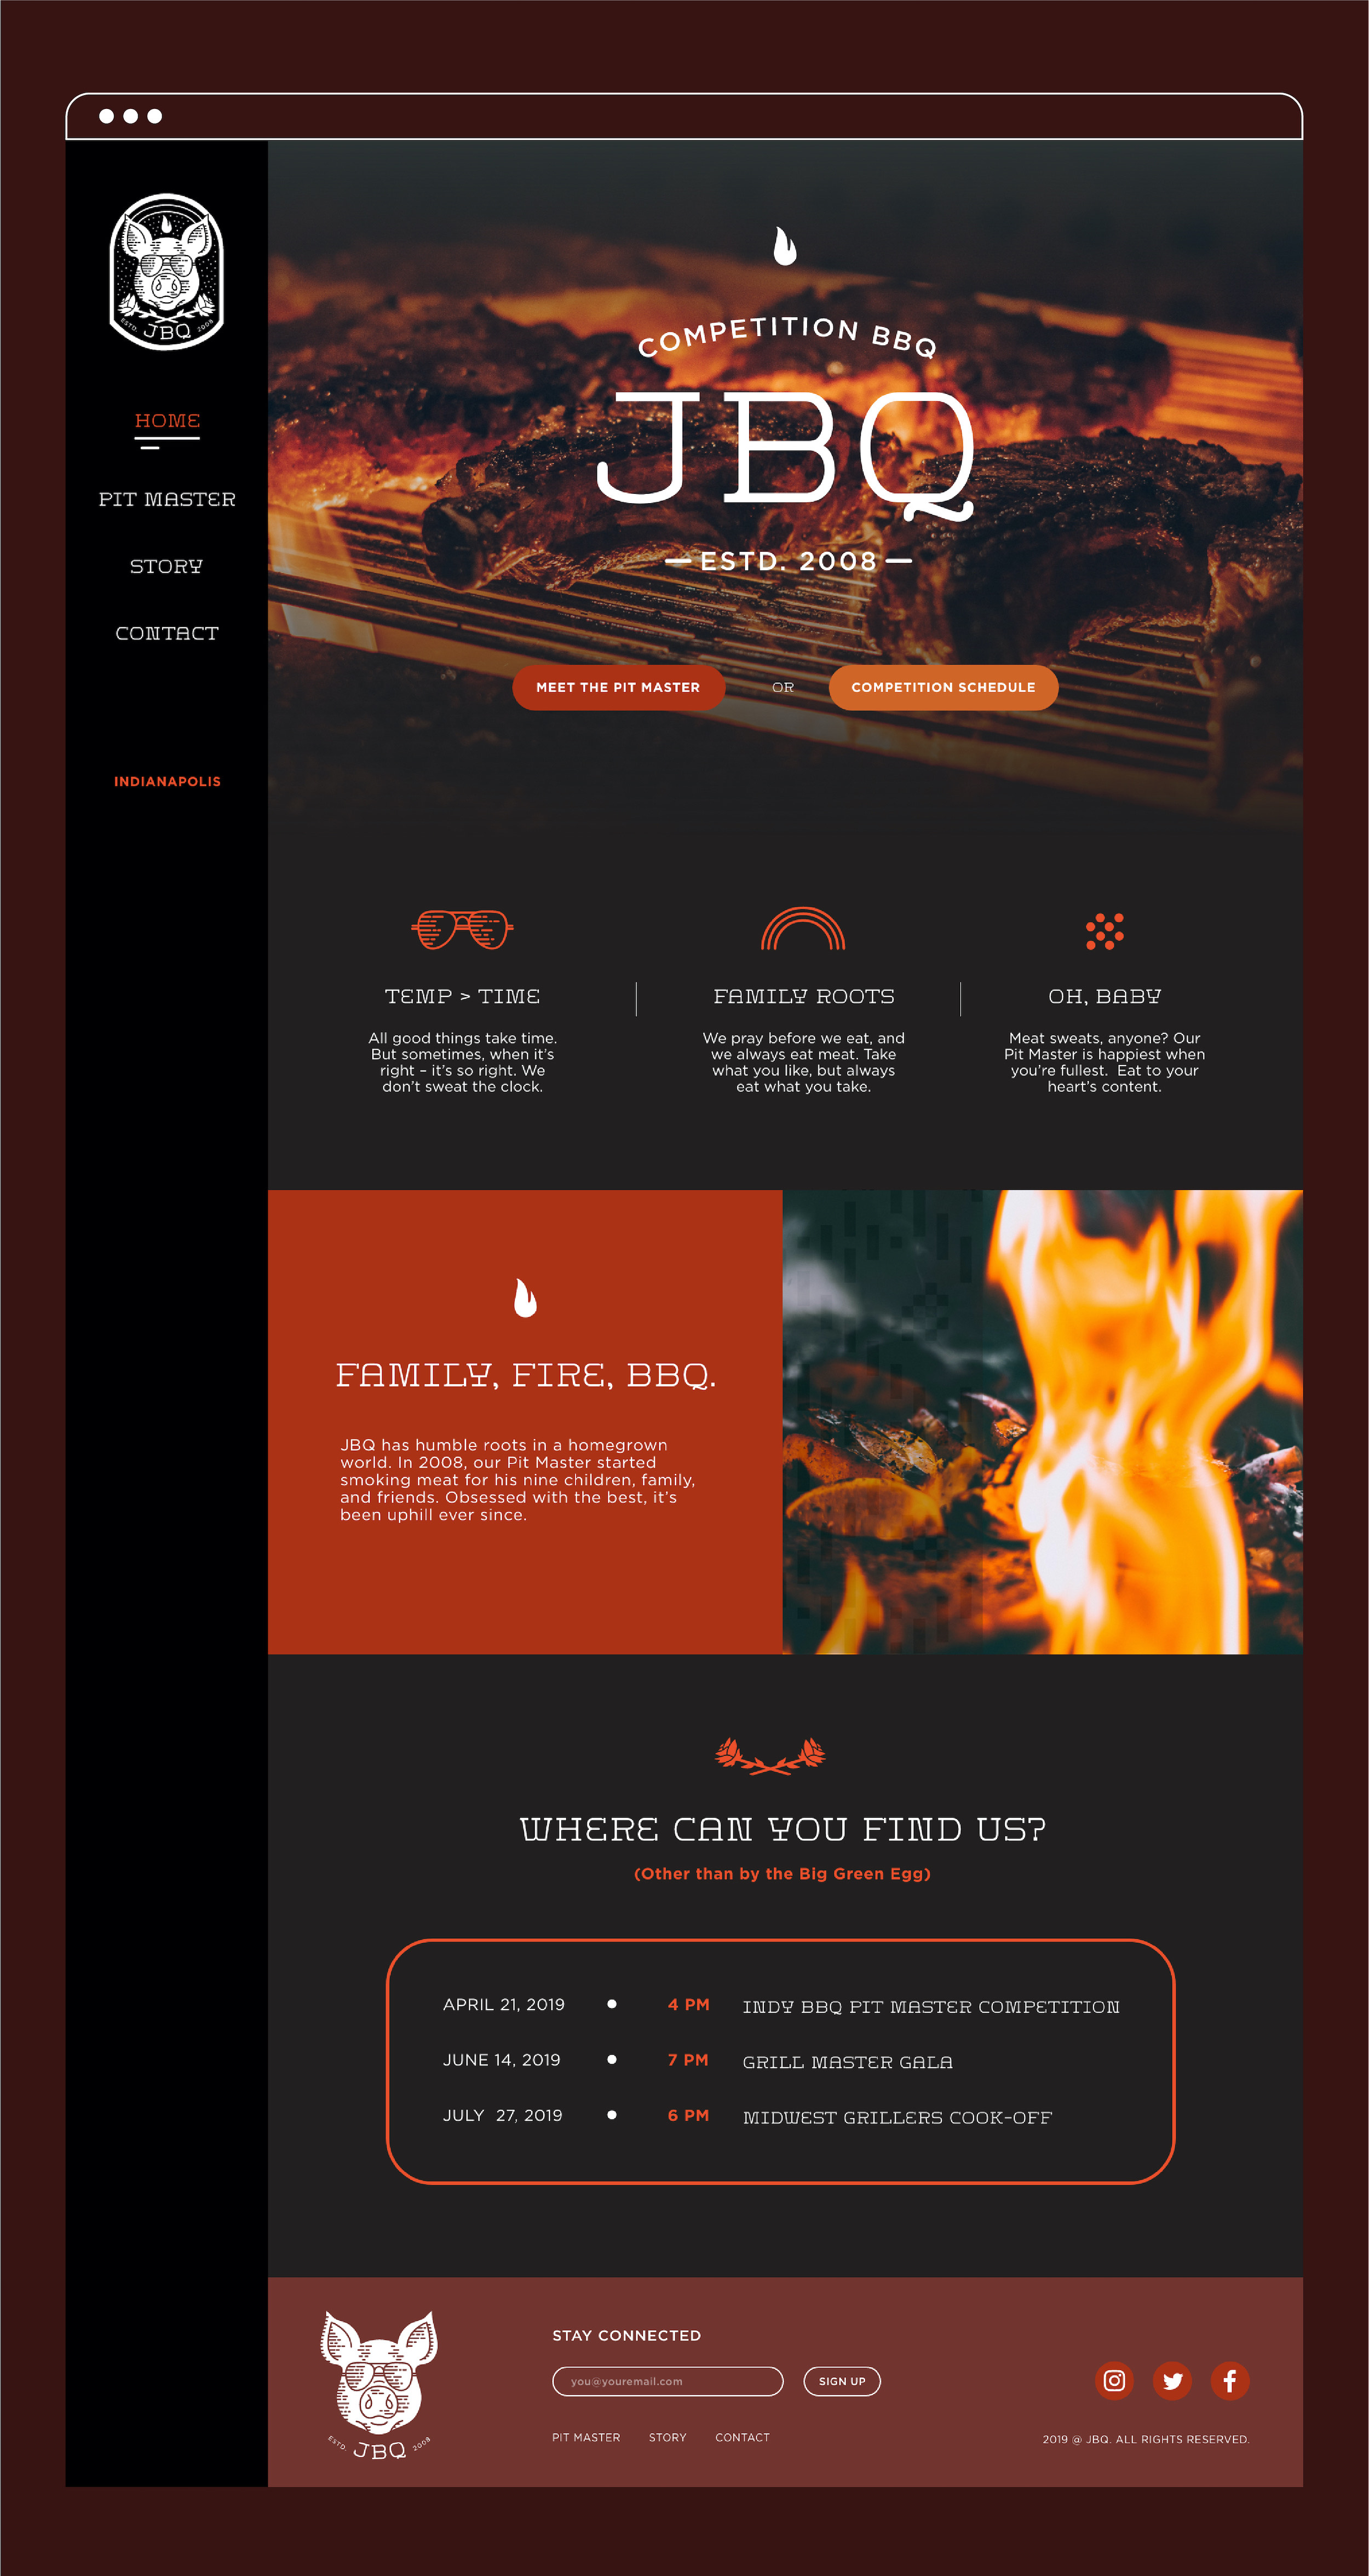 ESTD. JBQ 2008
HOME
PIT MASTER
STORY
CONTACT
INDIANAPOLIS
COMPETITION BBQ
JBQ
— ESTD. 2008 —
MEET THE PIT MASTER OR COMPETITION SCHEDULE
TEMP > TIME
All good things take time.
But sometimes, when it's
right – it's so right. We
don't sweat the clock.
FAMILY ROOTS
We pray before we eat, and
we always eat meat. Take
what you like, but always
eat what you take.
OH, BABY
Meat sweats, anyone? Our
Pit Master is happiest when
you're fullest.  Eat to your
heart's content.
FAMILY, FIRE, BBQ.
JBQ has humble roots in a homegrown
world. In 2008, our Pit Master started
smoking meat for his nine children, family,
and friends. Obsessed with the best, it's
been uphill ever since.
WHERE CAN YOU FIND US?
(Other than by the Big Green Egg)
APRIL 21, 2019 • 4 PM INDY BBQ PIT MASTER COMPETITION
JUNE 14, 2019 • 7 PM GRILL MASTER GALA
JULY  27, 2019 • 6 PM MIDWEST GRILLERS COOK-OFF
ESTD. JBQ 2008
STAY CONNECTED
you@youremail.com SIGN UP
PIT MASTER STORY CONTACT
2019 @ JBQ. ALL RIGHTS RESERVED.